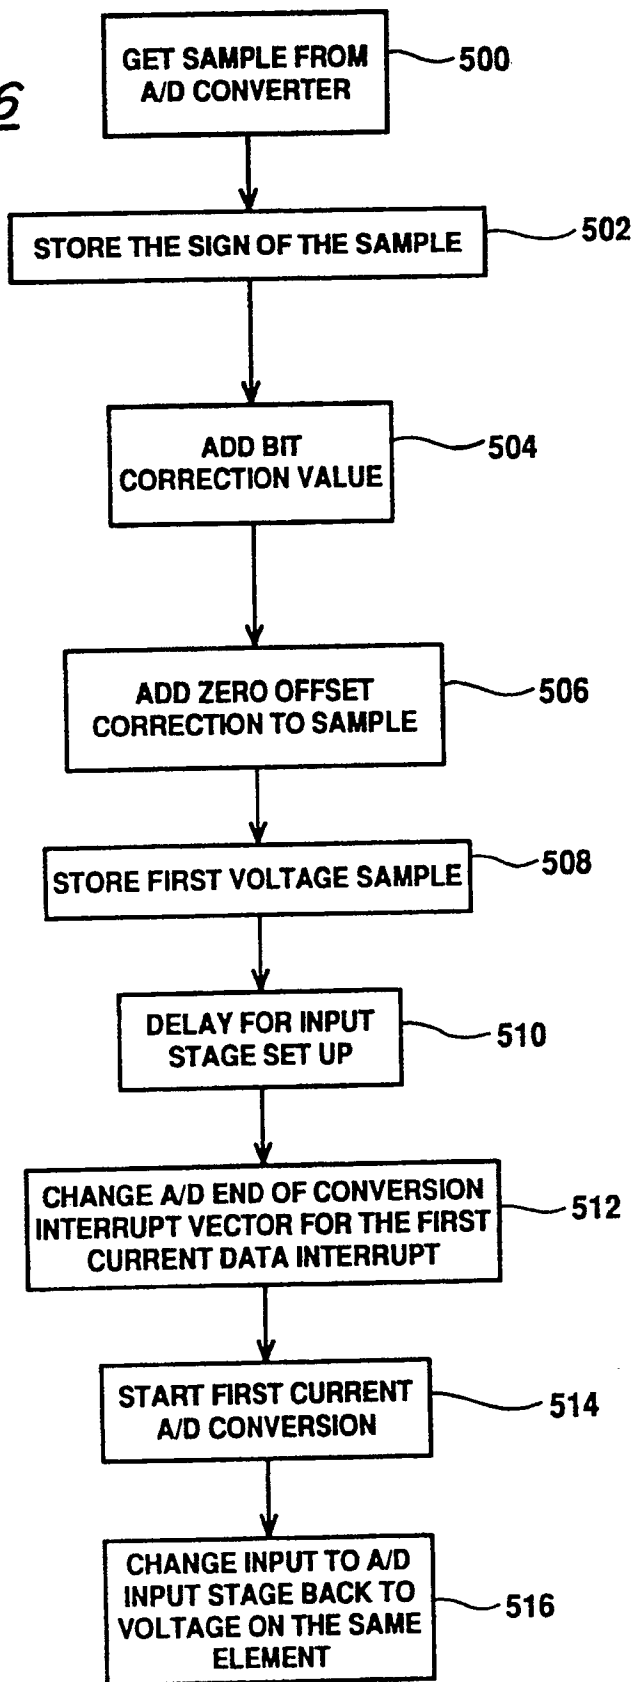 6
GET SAMPLE FROM
A/D CONVERTER
500
STORE THE SIGN OF THE SAMPLE
502
ADD BIT
CORRECTION VALUE
504
ADD ZERO OFFSET
CORRECTION TO SAMPLE
506
STORE FIRST VOLTAGE SAMPLE
508
DELAY FOR INPUT
STAGE SET UP
510
CHANGE A/D END OF CONVERSION
INTERRUPT VECTOR FOR THE FIRST
CURRENT DATA INTERRUPT
512
START FIRST CURRENT
A/D CONVERSION
514
CHANGE INPUT TO A/D
INPUT STAGE BACK TO
VOLTAGE ON THE SAME
ELEMENT
516